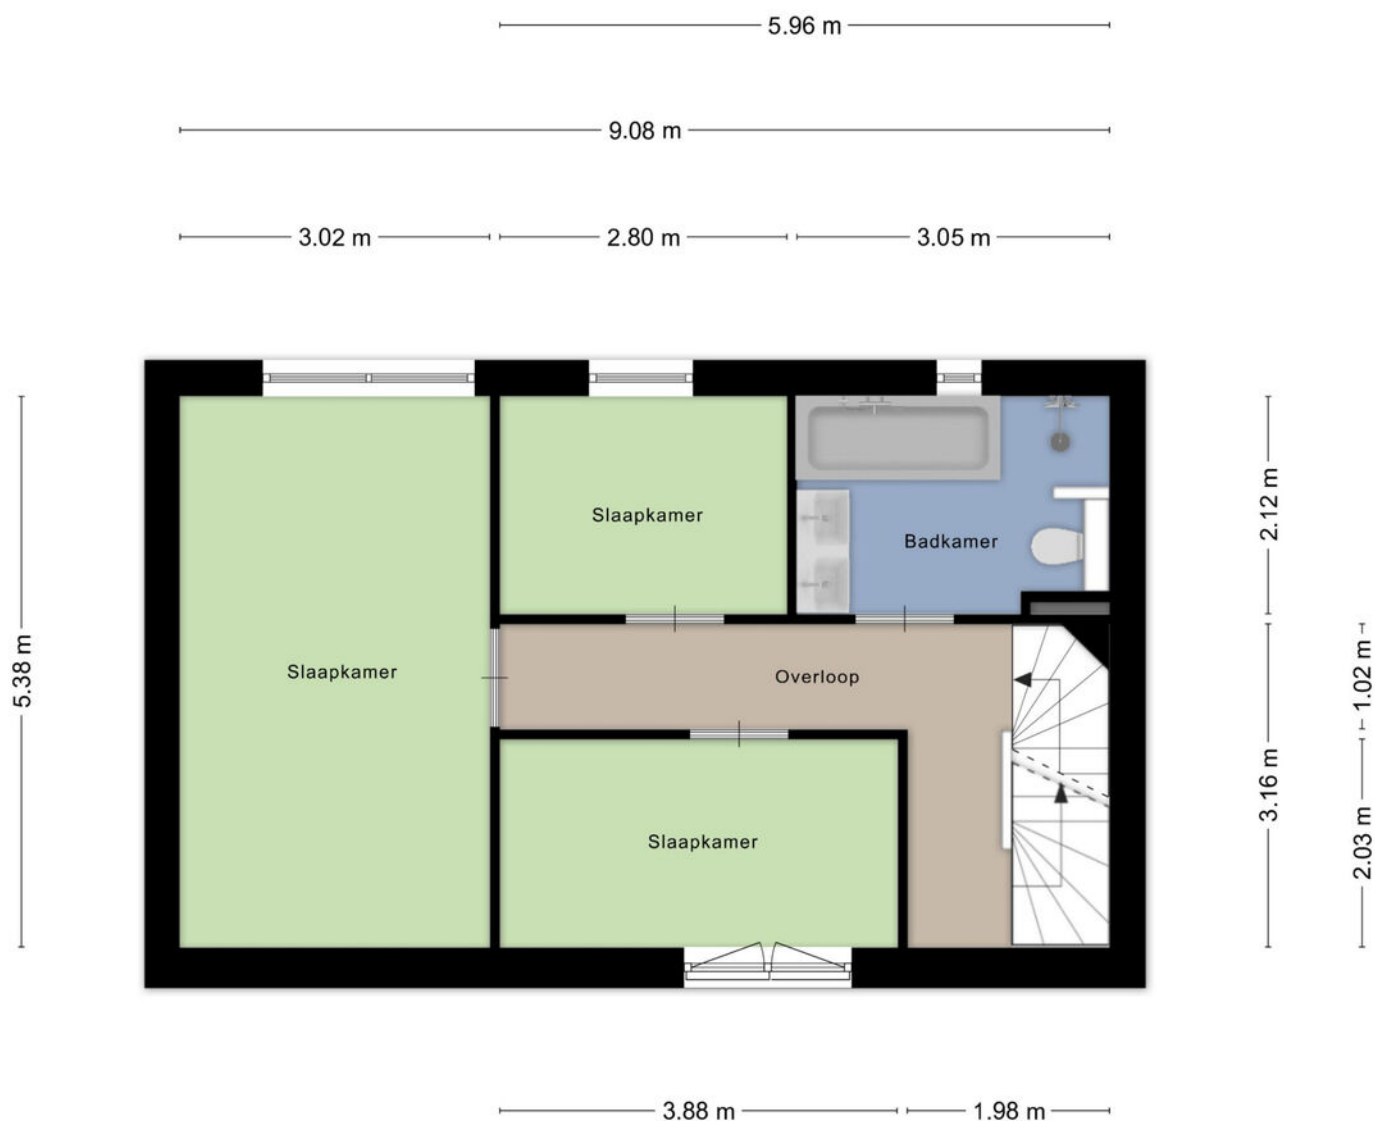 5.96 m
9.08 m
3.02 m
2.80 m
3.05 m
Slaapkamer
Badkamer
2.12 m
5.38 m
Slaapkamer
Overloop
1.02 m
3.16 m
Slaapkamer
2.03 m
3.88 m
1.98 m